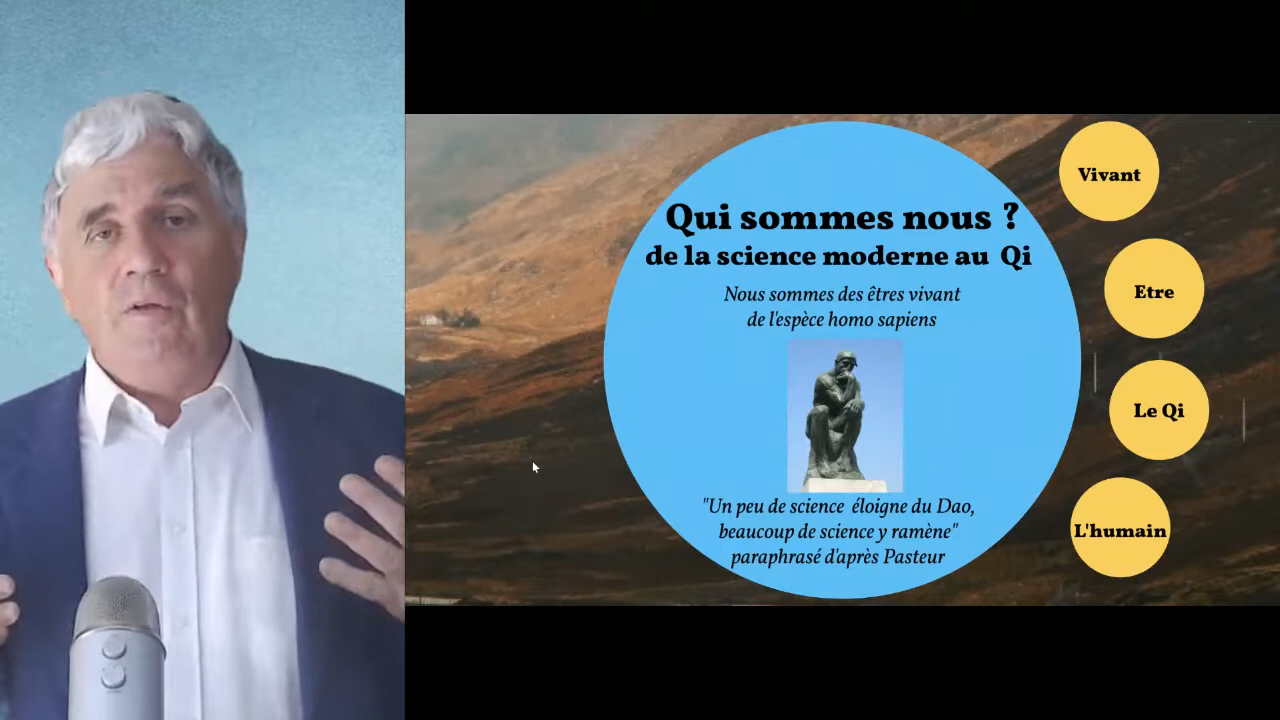 Qui sommes nous ?
de la science moderne au Qi
Nous sommes des êtres vivant
de l'espèce homo sapiens
"Un peu de science éloigne du Dao,
beaucoup de science y ramène"
paraphrasé d'après Pasteur
Vivant
Etre
Le Qi
L'humain